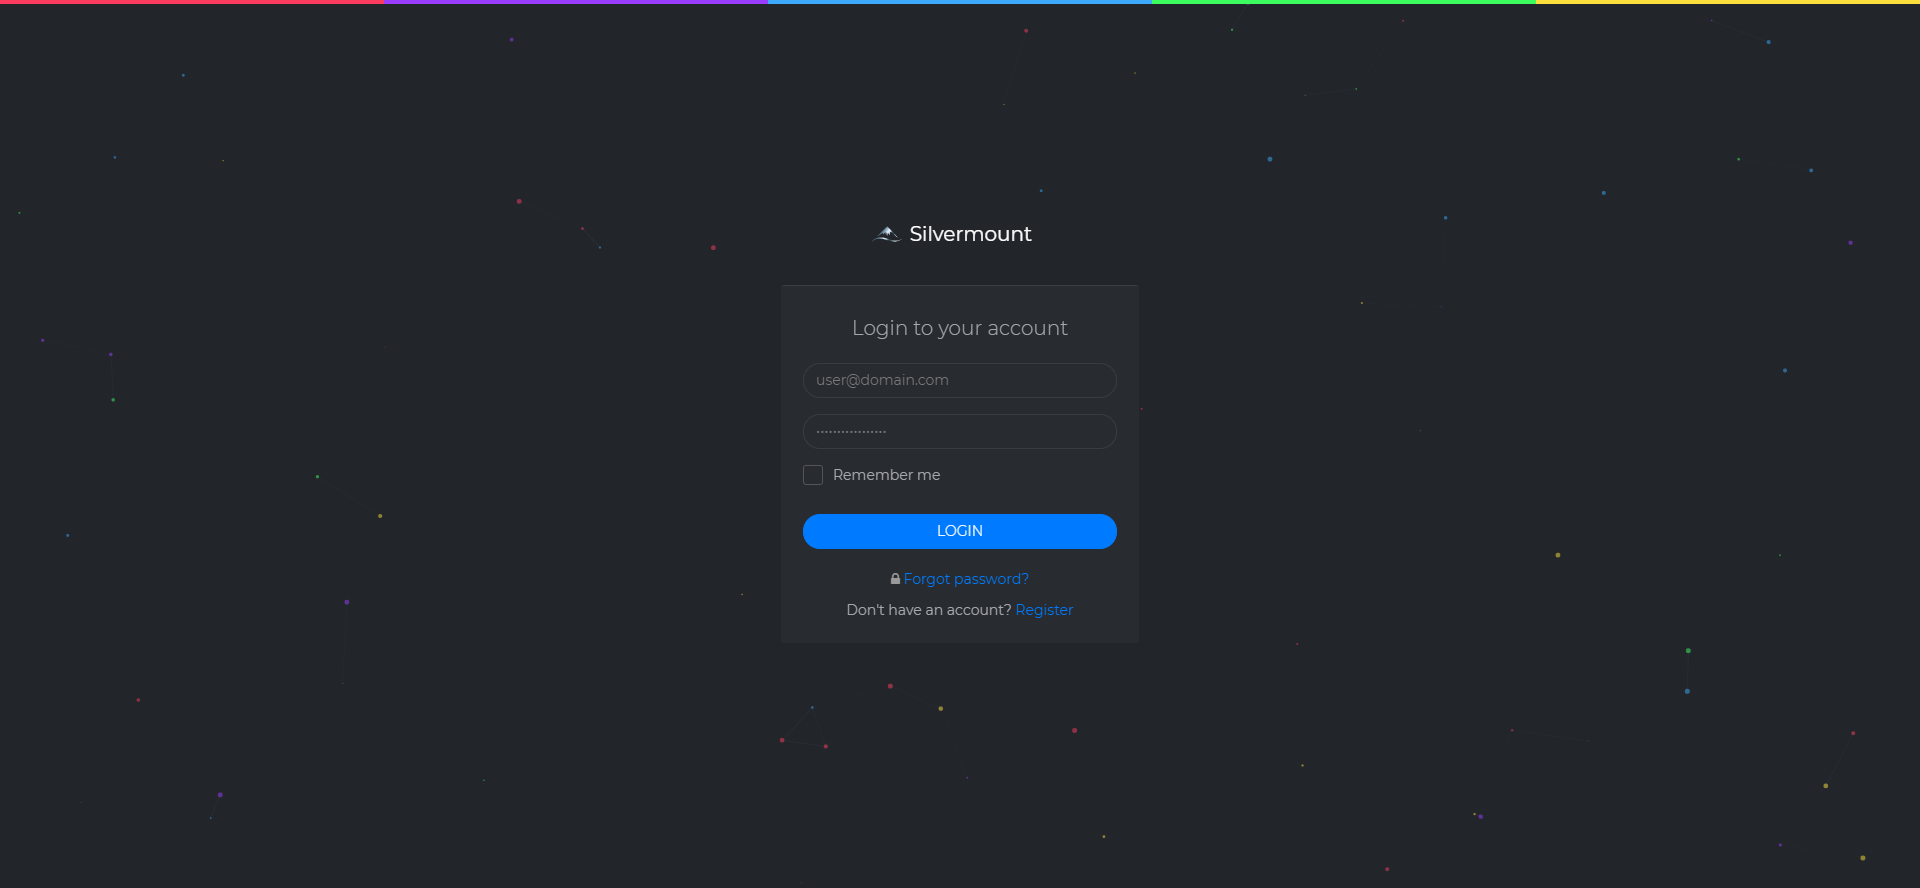 Silvermount
Login to your account
user@domain.com
•••••••••••••••••
Remember me
LOGIN
Forgot password?
Don't have an account? Register